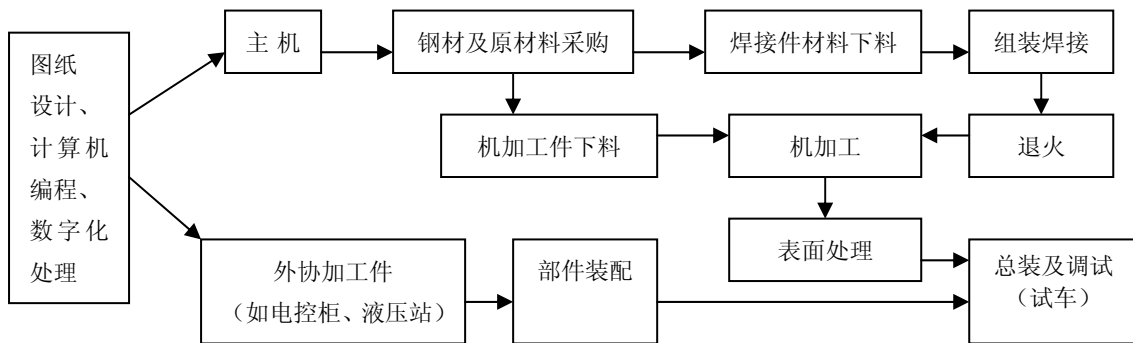 图纸
设计、
计算机
编程、
数字化
处理
主 机
钢材及原材料采购
焊接件材料下料
组装焊接
机加工件下料
机加工
退火
表面处理
外协加工件
（如电控柜、液压站）
部件装配
总装及调试
（试车）